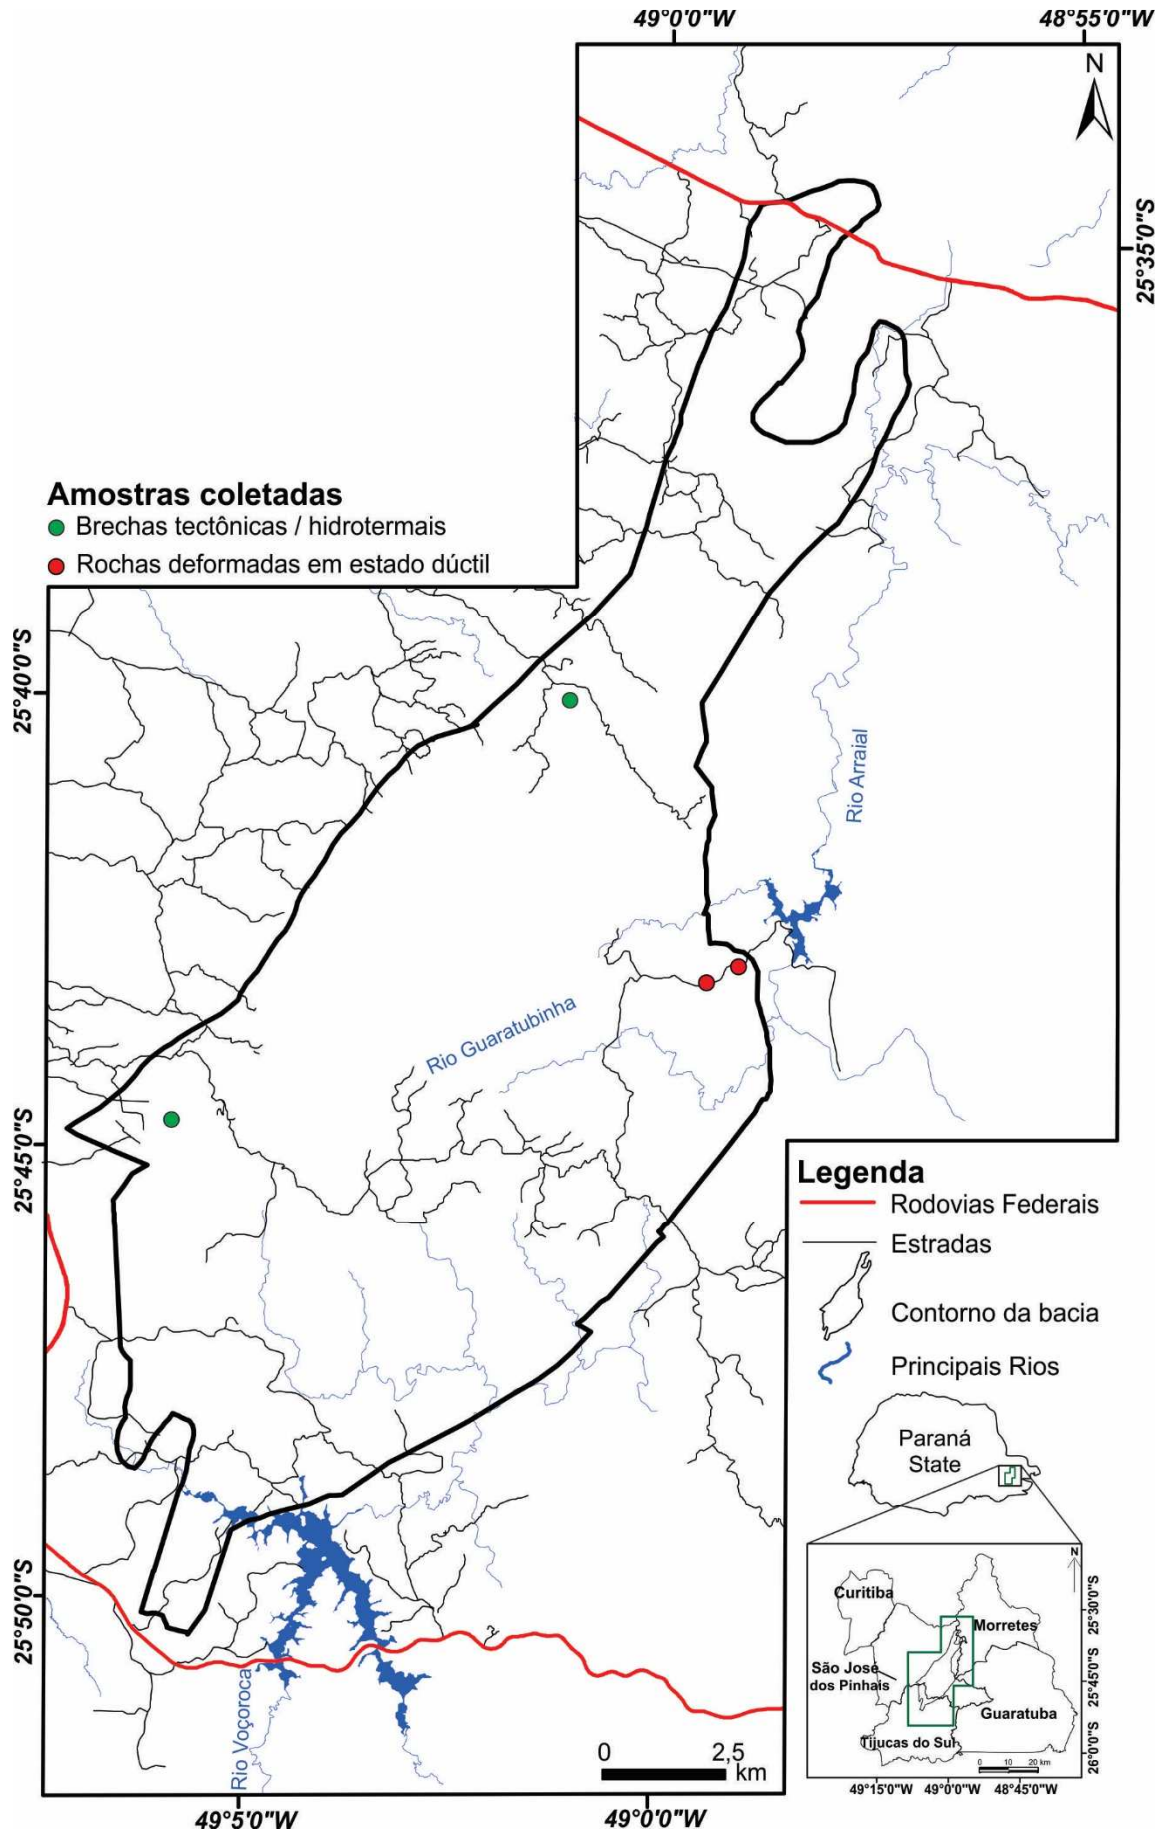 49°0'0"W
48°55'0"W
N
25°35'0"S
Amostras coletadas
Brechas tectônicas / hidrotermais
Rochas deformadas em estado dúctil
25°40'0"S
Rio Arraial
Rio Guaratubinha
25°45'0"S
Legenda
Rodovias Federais
Estradas
Contorno da bacia
Principais Rios
Paraná
State
N
Curitiba
Morretes
São José
dos Pinhais
Guaratuba
Tijucas do Sul
0 10 20 km
25°30'0"S
25°45'0"S
26°0'0"S
49°15'0"W
49°0'0"W
48°45'0"W
25°50'0"S
Rio Voçoroca
0 2,5
km
49°5'0"W
49°0'0"W